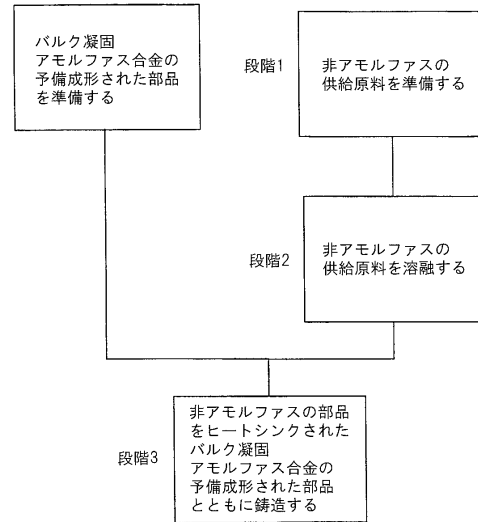 バルク凝固
アモルファス合金の
予備成形された部品
を準備する
段階1
非アモルファスの
供給原料を準備する
段階2
非アモルファスの
供給原料を溶融する
段階3
非アモルファスの部品
をヒートシンクされた
バルク凝固
アモルファス合金の
予備成形された部品
とともに鋳造する